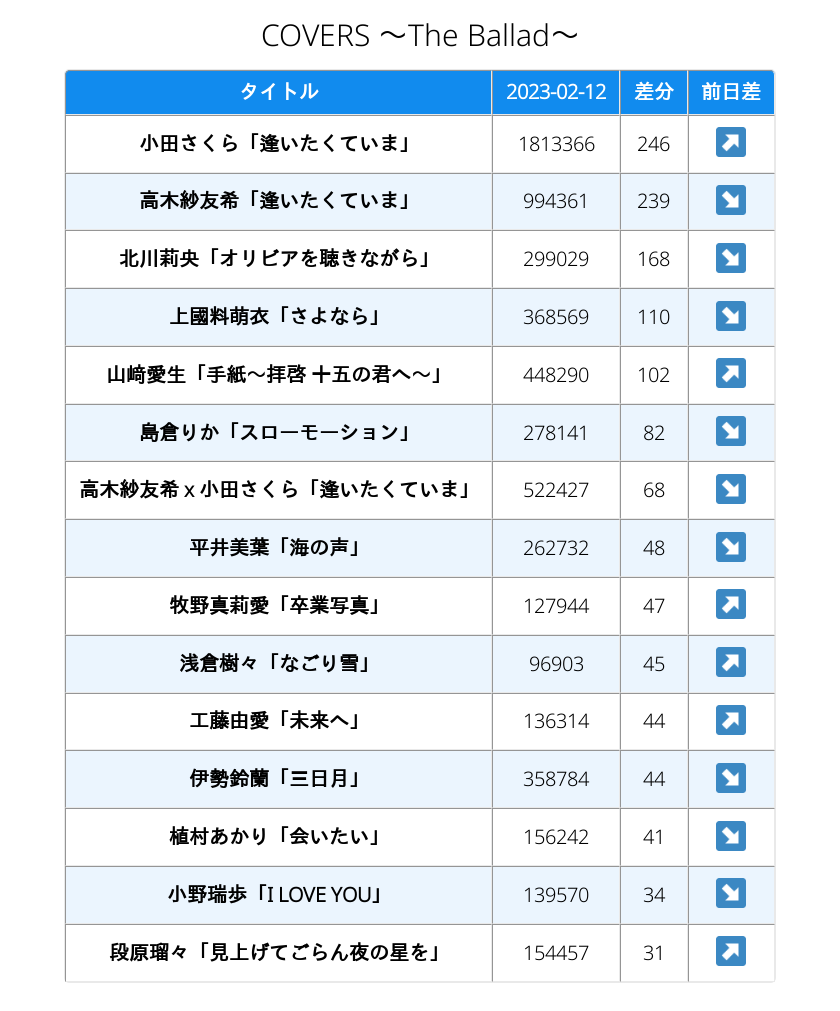 COVERS ～The Ballad～
タイトル 2023-02-12 差分 前日差
小田さくら「逢いたくていま」 1813366 246 ↗
高木紗友希「逢いたくていま」 994361 239 ↘
北川莉央「オリビアを聴きながら」 299029 168 ↘
上國料萌衣「さよなら」 368569 110 ↘
山﨑愛生「手紙～拝啓 十五の君へ～」 448290 102 ↗
島倉りか「スローモーション」 278141 82 ↘
高木紗友希 x 小田さくら「逢いたくていま」 522427 68 ↘
平井美葉「海の声」 262732 48 ↘
牧野真莉愛「卒業写真」 127944 47 ↗
浅倉樹々「なごり雪」 96903 45 ↗
工藤由愛「未来へ」 136314 44 ↗
伊勢鈴蘭「三日月」 358784 44 ↘
植村あかり「会いたい」 156242 41 ↘
小野瑞歩「I LOVE YOU」 139570 34 ↘
段原瑠々「見上げてごらん夜の星を」 154457 31 ↗